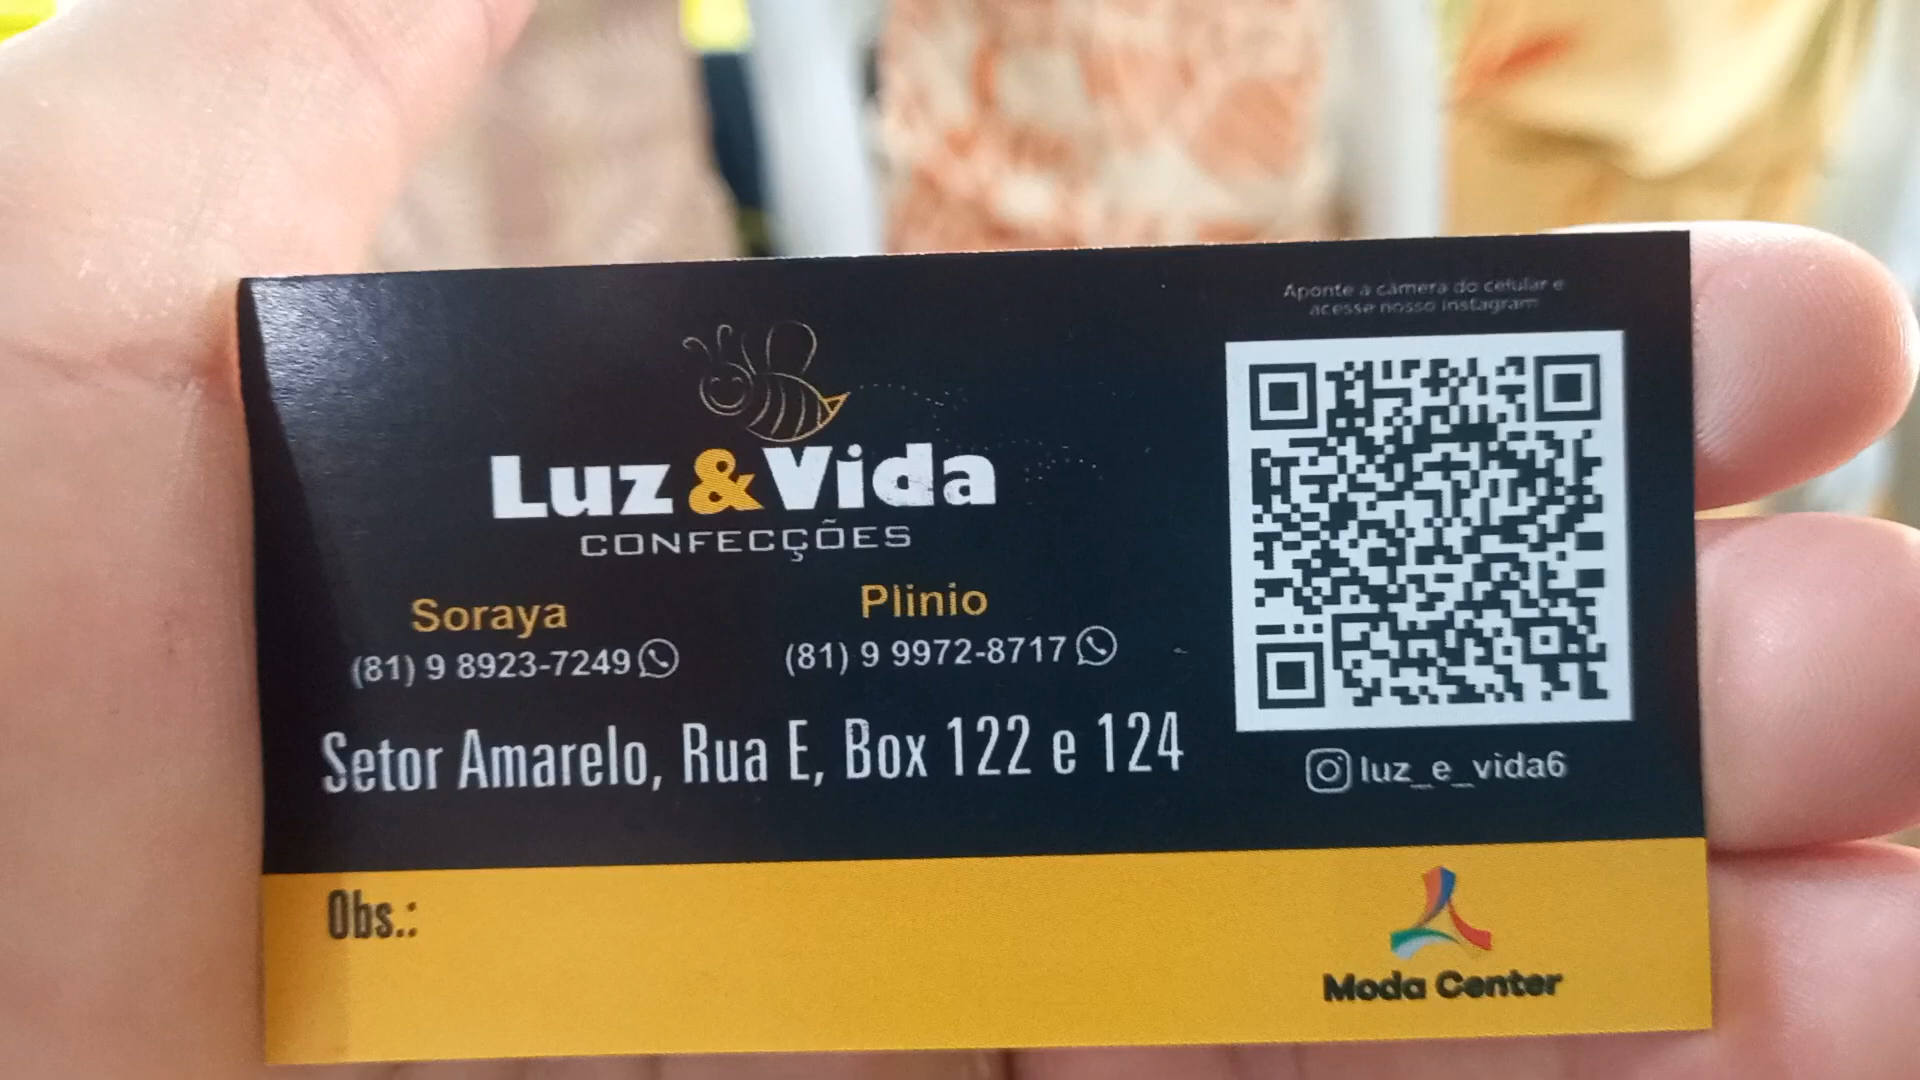 Aponte a câmera do celular e
acesse nosso instagram
Luz & Vida
CONFECÇÕES
Soraya
(81) 9 8923-7249
Plinio
(81) 9 9972-8717
Setor Amarelo, Rua E, Box 122 e 124
luz_e_vida6
Obs.:
Moda Center